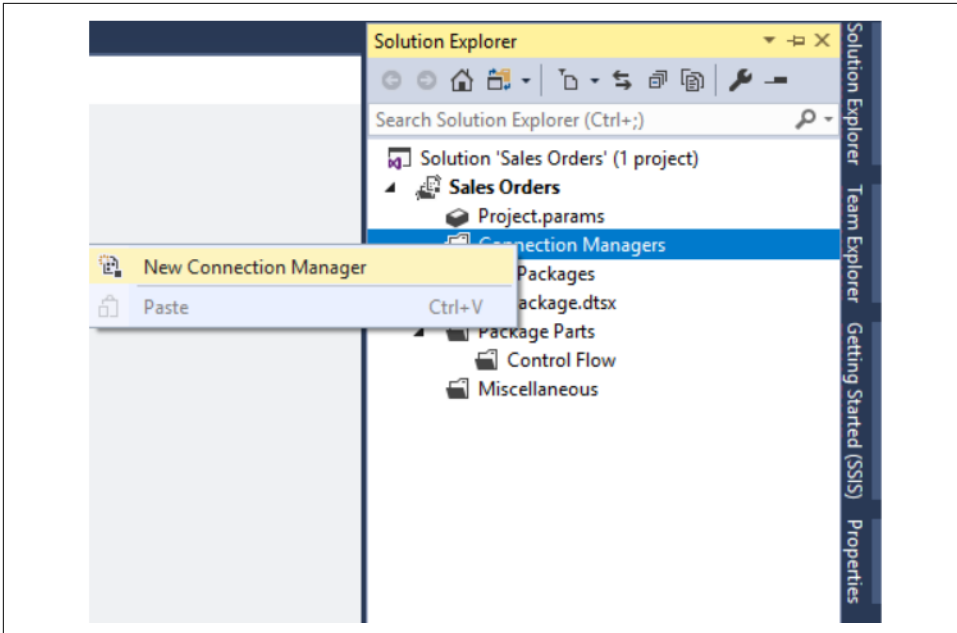 Solution Explorer
Search Solution Explorer (Ctrl+;)
Solution 'Sales Orders' (1 project)
Sales Orders
Project.params
Connection Managers
New Connection Manager
Packages
Paste Ctrl+V
ackage.dtsx
Package Parts
Control Flow
Miscellaneous
Solution Explorer
Team Explorer
Getting Started (SSIS)
Properties